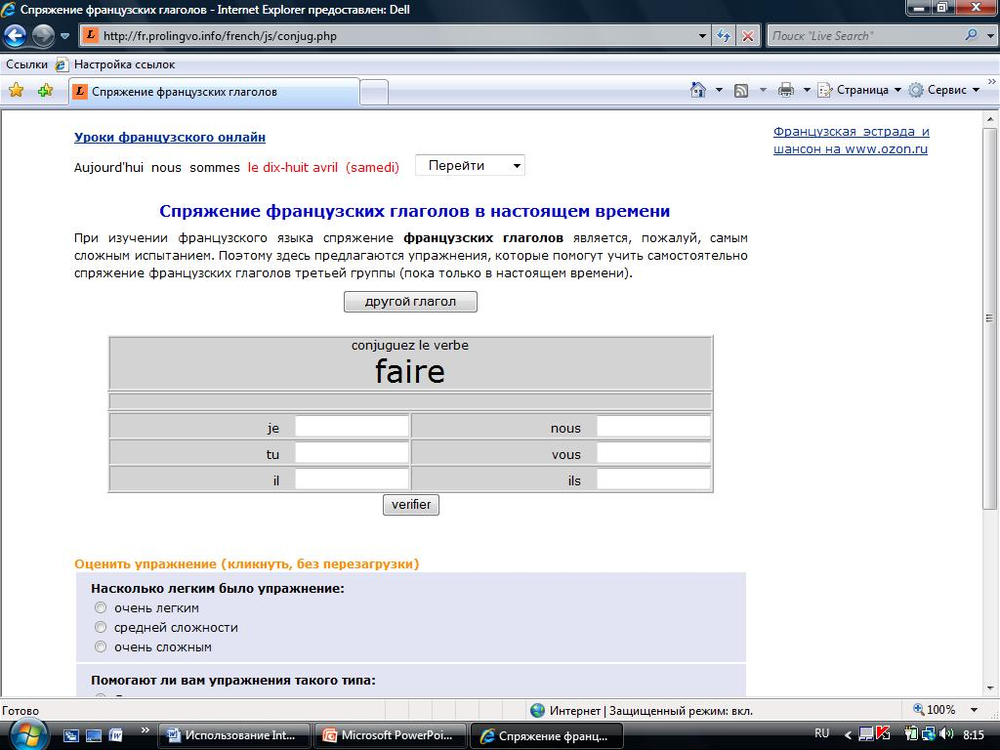 Спряжение французских глаголов - Internet Explorer предоставлен: Dell
http://fr.prolingvo.info/french/js/conjug.php
Поиск "Live Search"
Ссылки Настройка ссылок
Спряжение французских глаголов
Страница Сервис
Уроки французского онлайн
Французская эстрада и
шансон на www.ozon.ru
Aujourd'hui nous sommes le dix-huit avril (samedi) Перейти
Спряжение французских глаголов в настоящем времени
При изучении французского языка спряжение французских глаголов является, пожалуй, самым
сложным испытанием. Поэтому здесь предлагаются упражнения, которые помогут учить самостоятельно
спряжение французских глаголов третьей группы (пока только в настоящем времени).
другой глагол
conjuguez le verbe
faire
je nous
tu vous
il ils
verifier
Оценить упражнение (кликнуть, без перезагрузки)
Насколько легким было упражнение:
очень легким
средней сложности
очень сложным
Помогают ли вам упражнения такого типа:
Готово Интернет | Защищенный режим: вкл. 100%
Использование Int... Microsoft PowerPoi... Спряжение франц... RU 8:15